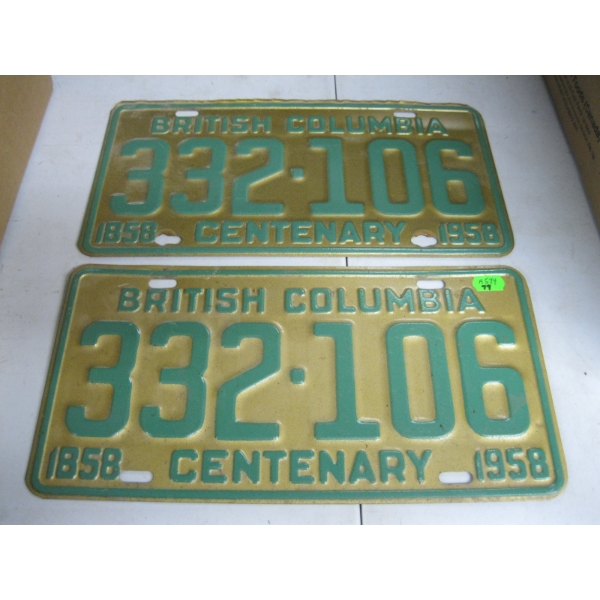 BRITISH COLUMBIA
332·106
1858 CENTENARY 1958
BRITISH COLUMBIA
332·106
1858 CENTENARY 1958